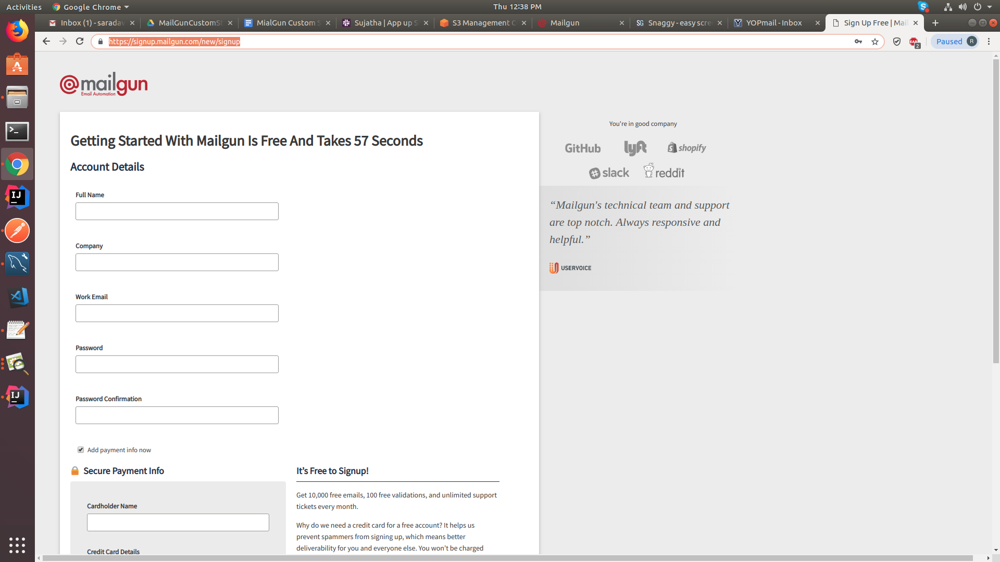 Activities
Google Chrome
Thu 12:38 PM
Inbox (1) - saradav
MailGunCustomSt
MialGun Custom S
Sujatha | App up S
S3 Management C
Mailgun
Snaggy - easy scre
YOPmail - Inbox
Sign Up Free | Mail
https://signup.mailgun.com/new/signup
2
Paused
R
mailgun
Email Automation
Getting Started With Mailgun Is Free And Takes 57 Seconds
Account Details
Full Name
Company
Work Email
Password
Password Confirmation
Add payment info now
Secure Payment Info
Cardholder Name
Credit Card Details
It's Free to Signup!
Get 10,000 free emails, 100 free validations, and unlimited support
tickets every month.
Why do we need a credit card for a free account? It helps us
prevent spammers from signing up, which means better
deliverability for you and everyone else. You won't be charged
You're in good company
GitHub
lyft
shopify
slack
reddit
“Mailgun's technical team and support
are top notch. Always responsive and
helpful.”
USERVOICE